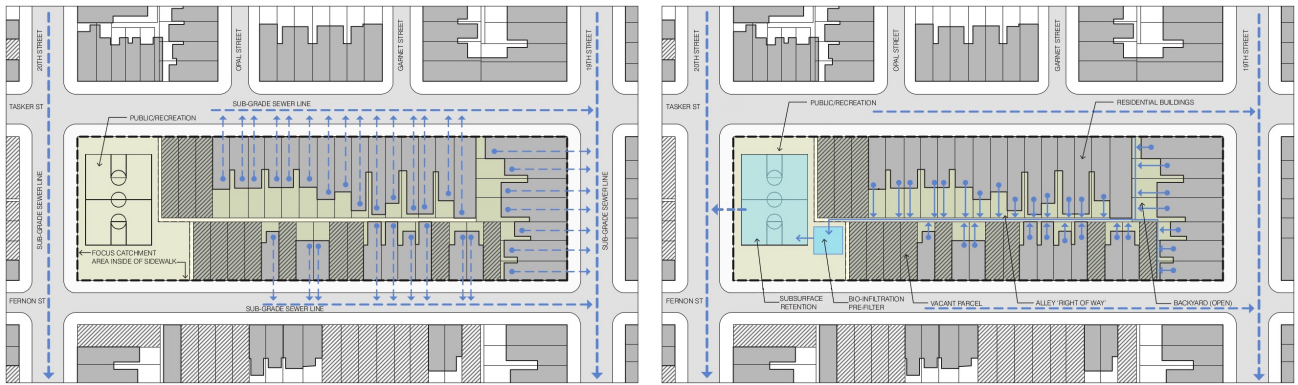 20TH STREET
OPAL STREET
GARNET STREET
19TH STREET
TASKER ST
SUB-GRADE SEWER LINE
PUBLIC/RECREATION
SUB-GRADE SEWER LINE
SUB-GRADE SEWER LINE
FOCUS CATCHMENT
AREA INSIDE OF SIDEWALK
FERNON ST
SUB-GRADE SEWER LINE
20TH STREET
OPAL STREET
GARNET STREET
19TH STREET
TASKER ST
PUBLIC/RECREATION
RESIDENTIAL BUILDINGS
FERNON ST
SUBSURFACE
RETENTION
BIO-INFILTRATION
PRE-FILTER
VACANT PARCEL
ALLEY 'RIGHT OF WAY'
BACKYARD (OPEN)